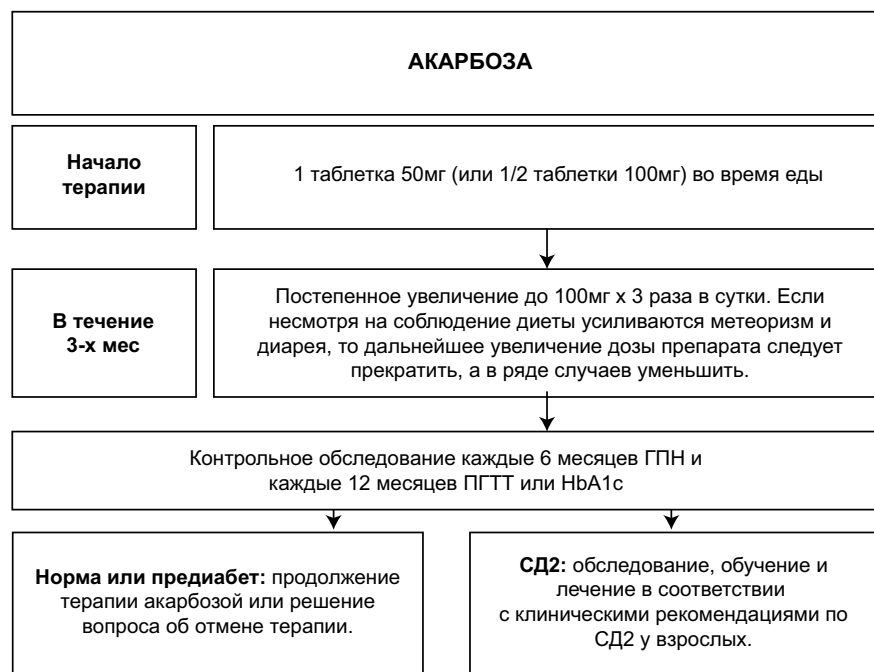 АКАРБОЗА
Начало
терапии
1 таблетка 50мг (или 1/2 таблетки 100мг) во время еды
В течение
3-х мес
Постепенное увеличение до 100мг х 3 раза в сутки. Если
несмотря на соблюдение диеты усиливаются метеоризм и
диарея, то дальнейшее увеличение дозы препарата следует
прекратить, а в ряде случаев уменьшить.
Контрольное обследование каждые 6 месяцев ГПН и
каждые 12 месяцев ПГТТ или HbA1c
Норма или предиабет: продолжение
терапии акарбозой или решение
вопроса об отмене терапии.
СД2: обследование, обучение и
лечение в соответствии
с клиническими рекомендациями по
СД2 у взрослых.